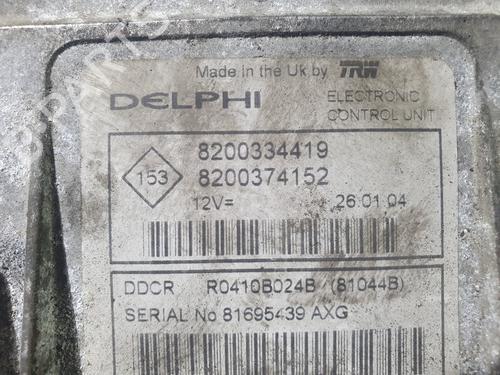 Made in the Uk by TRW
DELPHI
ELECTRONIC
CONTROL UNIT
153
8200334419
8200374152
12V= 26.01.04
DDCR R0410B024B (81044B)
SERIAL No 81695439 AXG